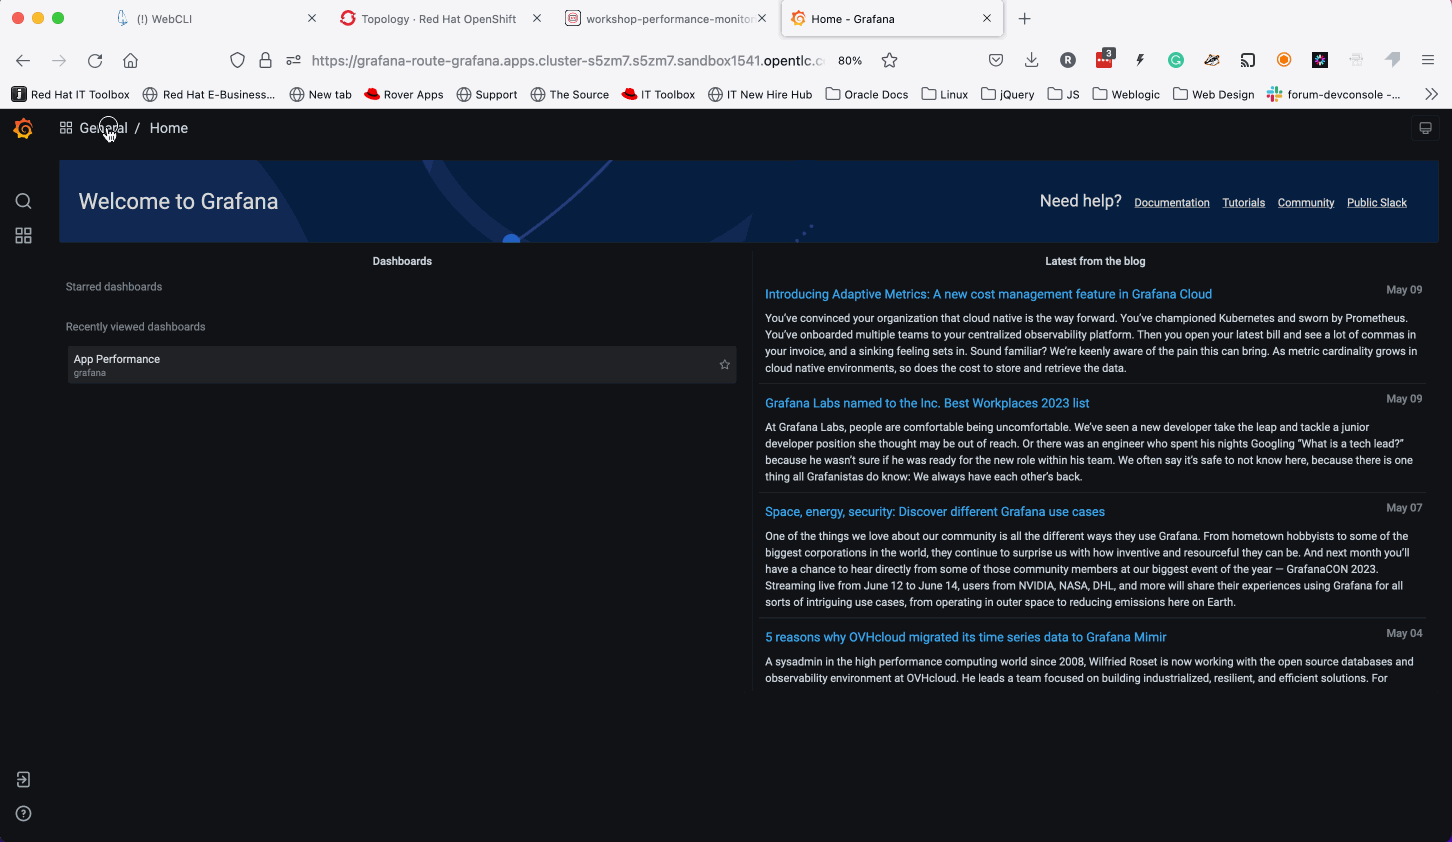 (!) WebCLI
Topology · Red Hat OpenShift
workshop-performance-monitor
Home - Grafana
https://grafana-route-grafana.apps.cluster-s5zm7.s5zm7.sandbox1541.opentlc.c
80%
R
3
Red Hat IT Toolbox
Red Hat E-Business...
New tab
Rover Apps
Support
The Source
IT Toolbox
IT New Hire Hub
Oracle Docs
Linux
jQuery
JS
Weblogic
Web Design
forum-devconsole -...
General / Home
Welcome to Grafana
Need help?
Documentation
Tutorials
Community
Public Slack
Dashboards
Starred dashboards
Recently viewed dashboards
App Performance
grafana
Latest from the blog
Introducing Adaptive Metrics: A new cost management feature in Grafana Cloud
May 09
You've convinced your organization that cloud native is the way forward. You've championed Kubernetes and sworn by Prometheus.
You've onboarded multiple teams to your centralized observability platform. Then you open your latest bill and see a lot of commas in
your invoice, and a sinking feeling sets in. Sound familiar? We're keenly aware of the pain this can bring. As metric cardinality grows in
cloud native environments, so does the cost to store and retrieve the data.
Grafana Labs named to the Inc. Best Workplaces 2023 list
May 09
At Grafana Labs, people are comfortable being uncomfortable. We've seen a new developer take the leap and tackle a junior
developer position she thought may be out of reach. Or there was an engineer who spent his nights Googling "What is a tech lead?"
because he wasn't sure if he was ready for the new role within his team. We often say it's safe to not know here, because there is one
thing all Grafanistas do know: We always have each other's back.
Space, energy, security: Discover different Grafana use cases
May 07
One of the things we love about our community is all the different ways they use Grafana. From hometown hobbyists to some of the
biggest corporations in the world, they continue to surprise us with how inventive and resourceful they can be. And next month you'll
have a chance to hear directly from some of those community members at our biggest event of the year — GrafanaCON 2023.
Streaming live from June 12 to June 14, users from NVIDIA, NASA, DHL, and more will share their experiences using Grafana for all
sorts of intriguing use cases, from operating in outer space to reducing emissions here on Earth.
5 reasons why OVHcloud migrated its time series data to Grafana Mimir
May 04
A sysadmin in the high performance computing world since 2008, Wilfried Roset is now working with the open source databases and
observability environment at OVHcloud. He leads a team focused on building industrialized, resilient, and efficient solutions. For